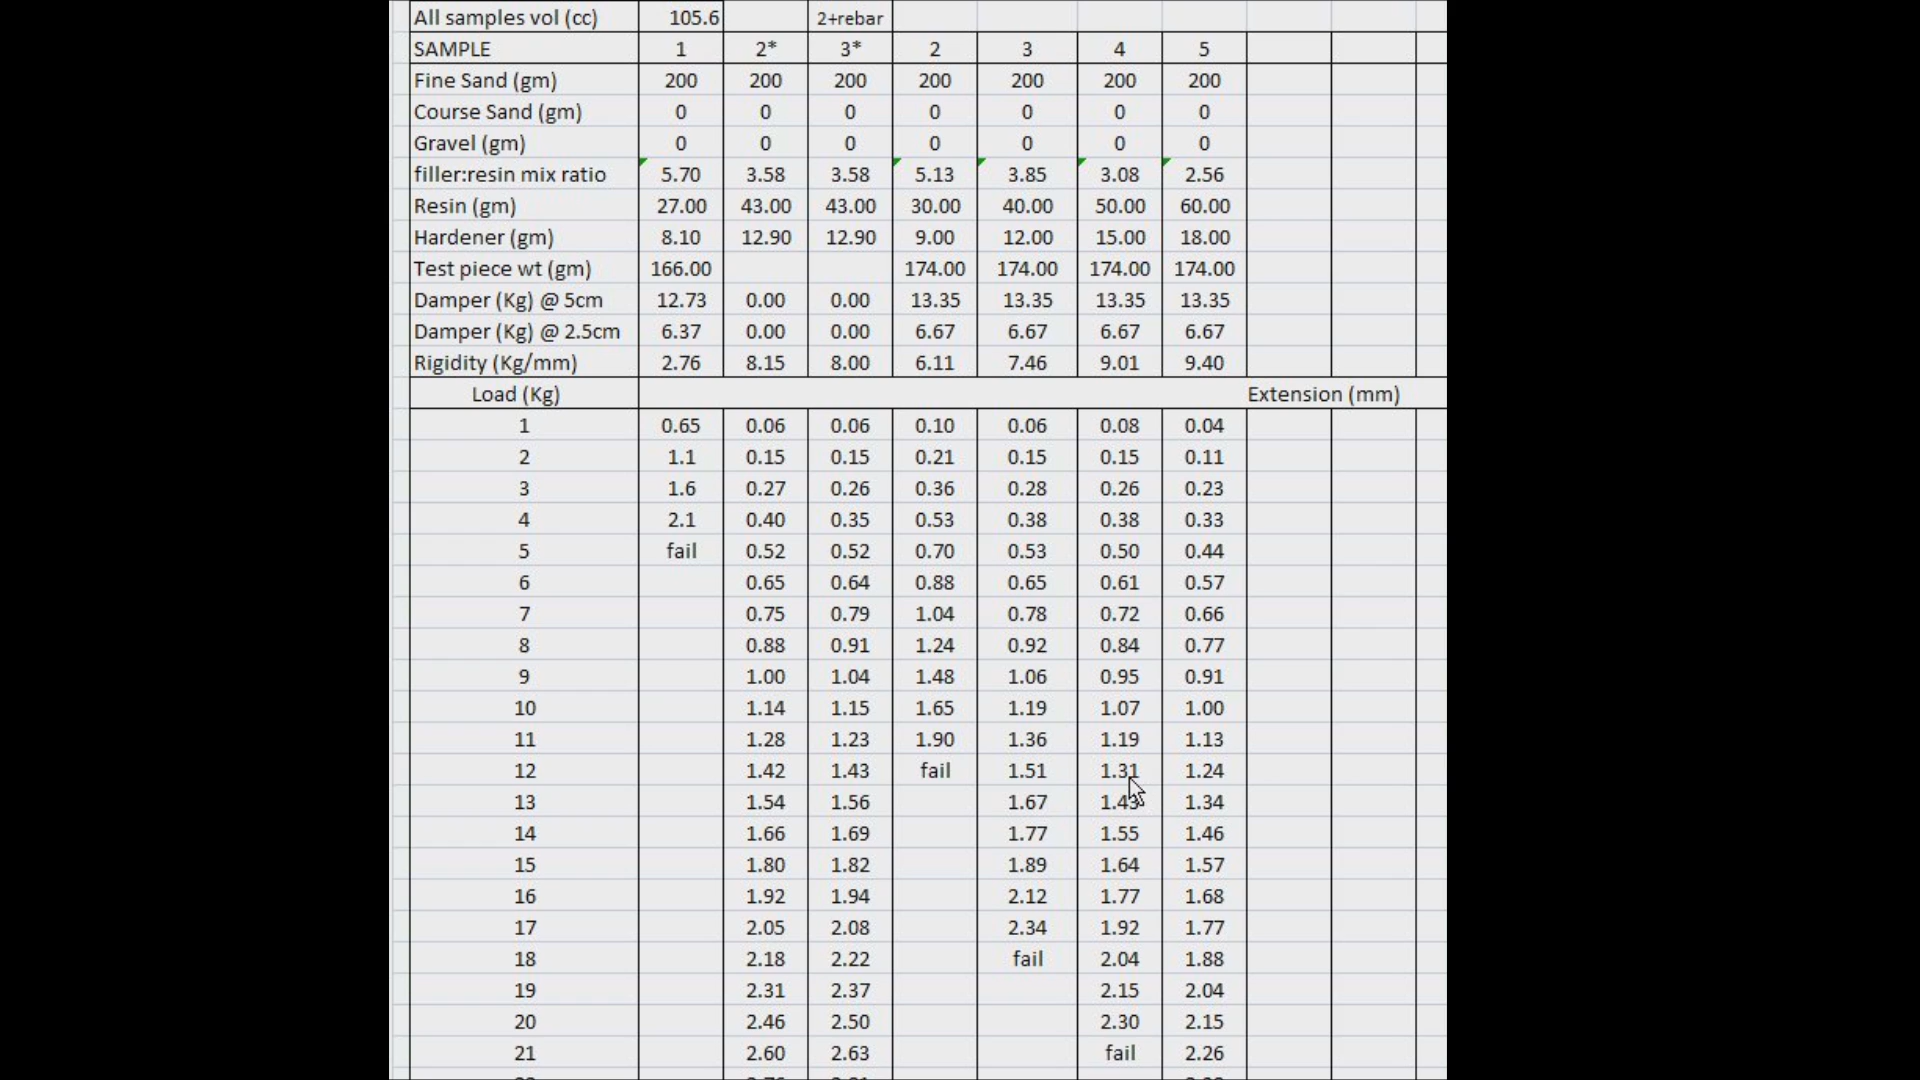 All samples vol (cc) 105.6 2+rebar
SAMPLE 1 2* 3* 2 3 4 5
Fine Sand (gm) 200 200 200 200 200 200 200
Course Sand (gm) 0 0 0 0 0 0 0
Gravel (gm) 0 0 0 0 0 0 0
filler:resin mix ratio 5.70 3.58 3.58 5.13 3.85 3.08 2.56
Resin (gm) 27.00 43.00 43.00 30.00 40.00 50.00 60.00
Hardener (gm) 8.10 12.90 12.90 9.00 12.00 15.00 18.00
Test piece wt (gm) 166.00 174.00 174.00 174.00 174.00
Damper (Kg) @ 5cm 12.73 0.00 0.00 13.35 13.35 13.35 13.35
Damper (Kg) @ 2.5cm 6.37 0.00 0.00 6.67 6.67 6.67 6.67
Rigidity (Kg/mm) 2.76 8.15 8.00 6.11 7.46 9.01 9.40
Load (Kg) Extension (mm)
1 0.65 0.06 0.06 0.10 0.06 0.08 0.04
2 1.1 0.15 0.15 0.21 0.15 0.15 0.11
3 1.6 0.27 0.26 0.36 0.28 0.26 0.23
4 2.1 0.40 0.35 0.53 0.38 0.38 0.33
5 fail 0.52 0.52 0.70 0.53 0.50 0.44
6 0.65 0.64 0.88 0.65 0.61 0.57
7 0.75 0.79 1.04 0.78 0.72 0.66
8 0.88 0.91 1.24 0.92 0.84 0.77
9 1.00 1.04 1.48 1.06 0.95 0.91
10 1.14 1.15 1.65 1.19 1.07 1.00
11 1.28 1.23 1.90 1.36 1.19 1.13
12 1.42 1.43 fail 1.51 1.31 1.24
13 1.54 1.56 1.67 1.43 1.34
14 1.66 1.69 1.77 1.55 1.46
15 1.80 1.82 1.89 1.64 1.57
16 1.92 1.94 2.12 1.77 1.68
17 2.05 2.08 2.34 1.92 1.77
18 2.18 2.22 fail 2.04 1.88
19 2.31 2.37 2.15 2.04
20 2.46 2.50 2.30 2.15
21 2.60 2.63 fail 2.26